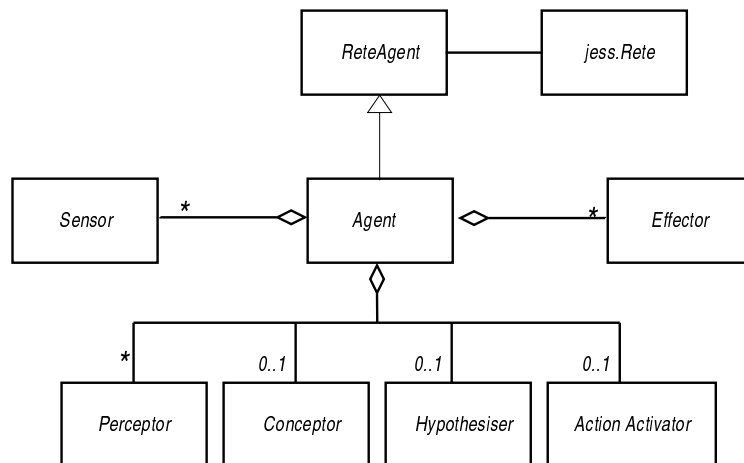 ReteAgent
jess.Rete
Sensor
*
Agent
*
Effector
*
0..1
0..1
0..1
Perceptor
Conceptor
Hypothesiser
Action Activator